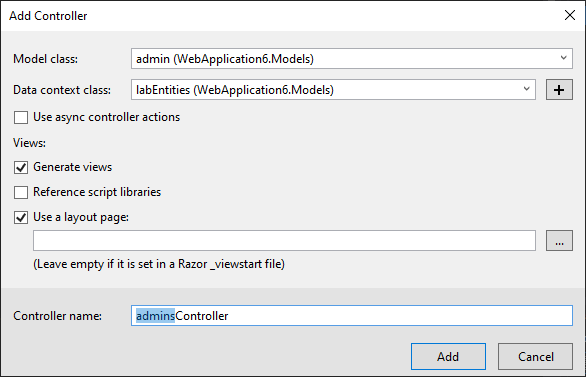 Add Controller
Model class: admin (WebApplication6.Models)
Data context class: labEntities (WebApplication6.Models) +
Use async controller actions
Views:
Generate views
Reference script libraries
Use a layout page:
...
(Leave empty if it is set in a Razor _viewstart file)
Controller name: adminsController
Add Cancel